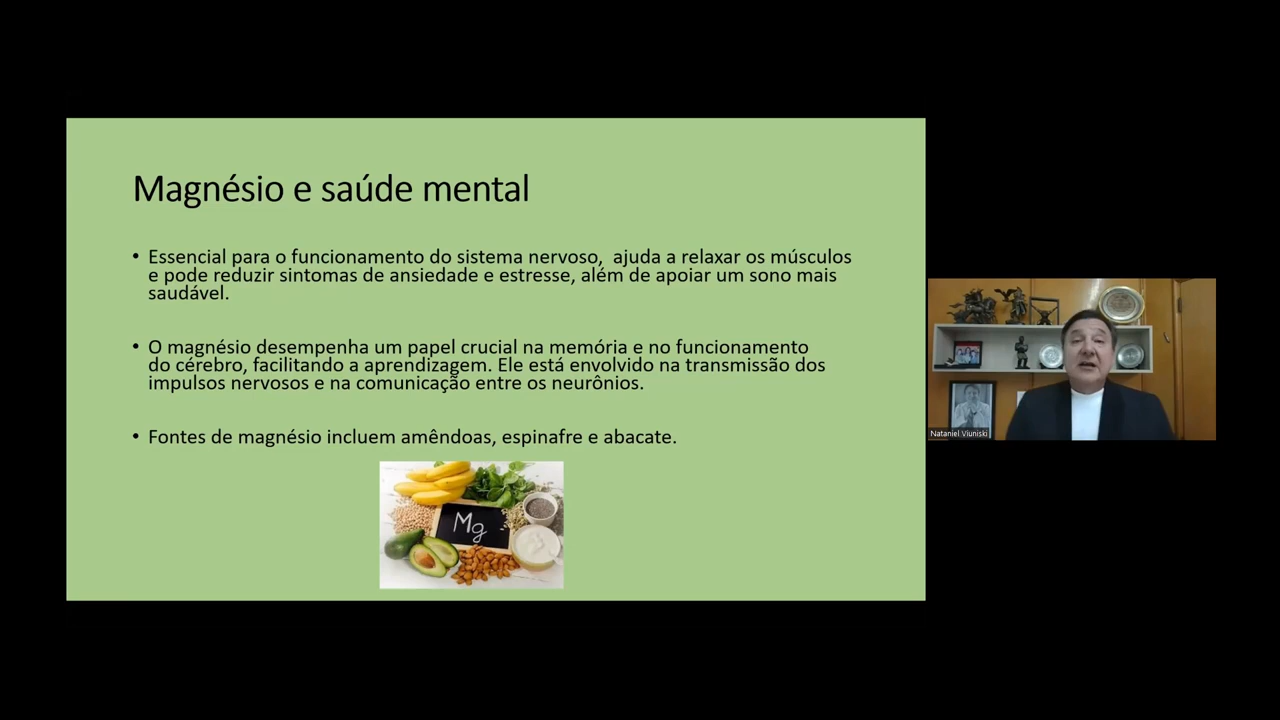 Magnésio e saúde mental
• Essencial para o funcionamento do sistema nervoso,  ajuda a relaxar os músculos
e pode reduzir sintomas de ansiedade e estresse, além de apoiar um sono mais
saudável.
• O magnésio desempenha um papel crucial na memória e no funcionamento
do cérebro, facilitando a aprendizagem. Ele está envolvido na transmissão dos
impulsos nervosos e na comunicação entre os neurônios.
• Fontes de magnésio incluem amêndoas, espinafre e abacate.
Mg
Nataniel Viuniski